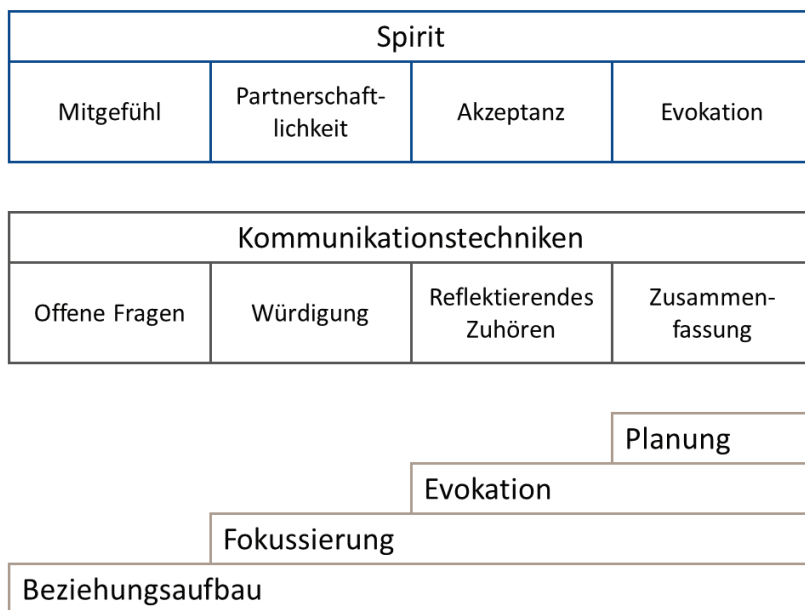 Spirit
Mitgefühl
Partnerschaft-
lichkeit
Akzeptanz
Evokation
Kommunikationstechniken
Offene Fragen
Würdigung
Reflektierendes
Zuhören
Zusammen-
fassung
Planung
Evokation
Fokussierung
Beziehungsaufbau